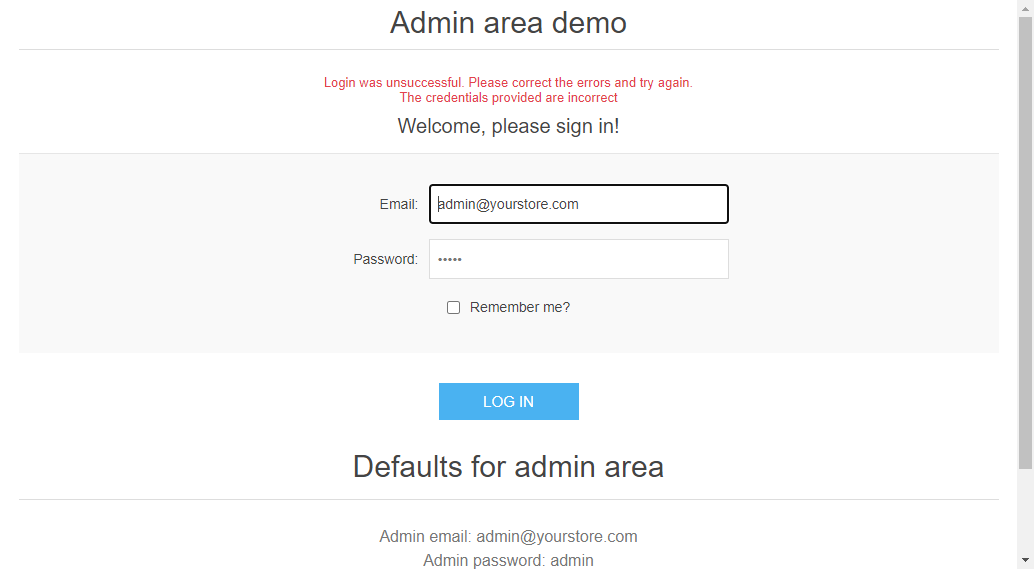 Admin area demo
Login was unsuccessful. Please correct the errors and try again.
The credentials provided are incorrect
Welcome, please sign in!
Email: admin@yourstore.com
Password: •••••
Remember me?
LOG IN
Defaults for admin area
Admin email: admin@yourstore.com
Admin password: admin